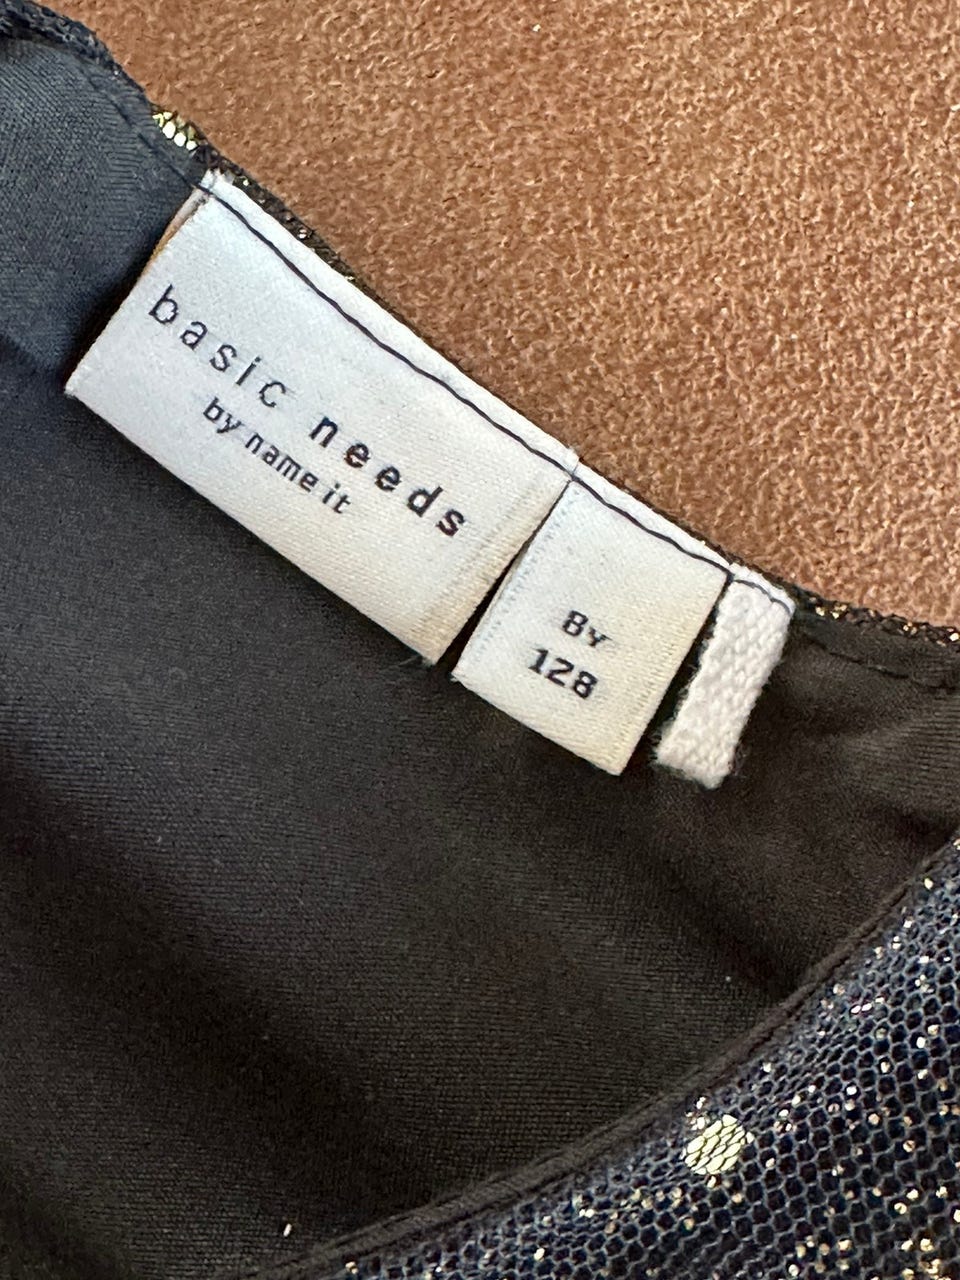 basic needs
by name it
8y
128